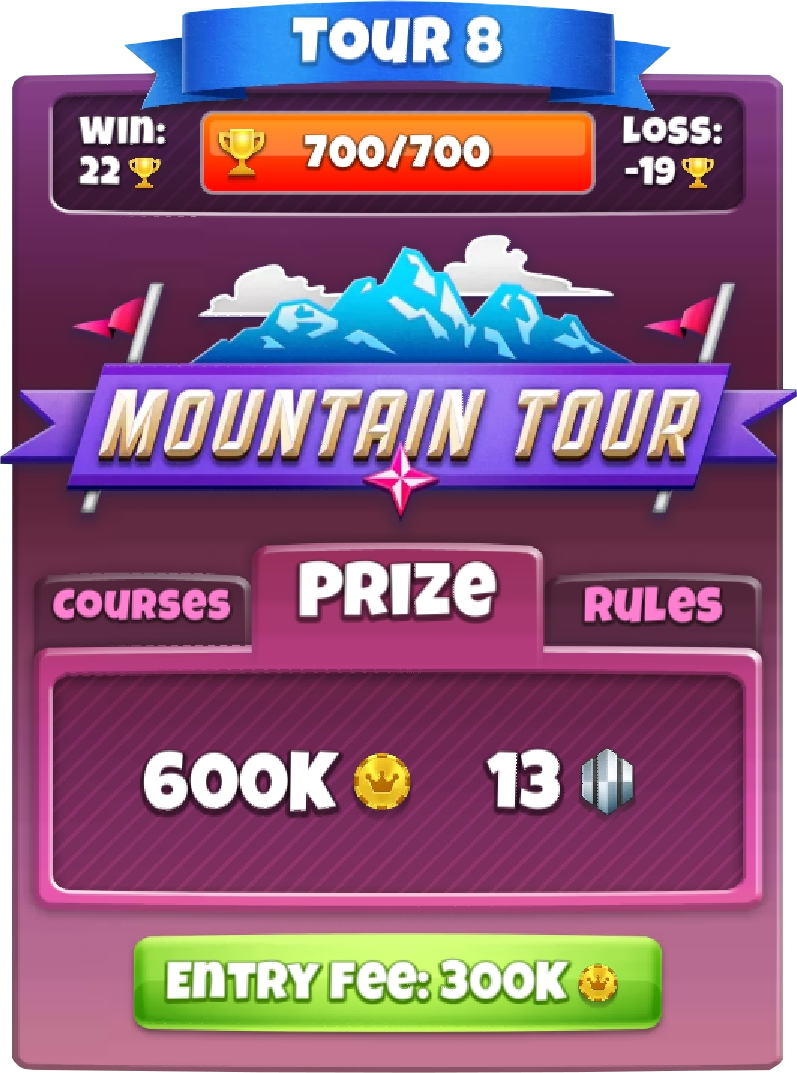 TOUR 8
WIN:
22
700/700
LOSS:
-19
MOUNTAIN TOUR
COURSES
PRIZE
RULES
600K
13
ENTRY FEE: 300K